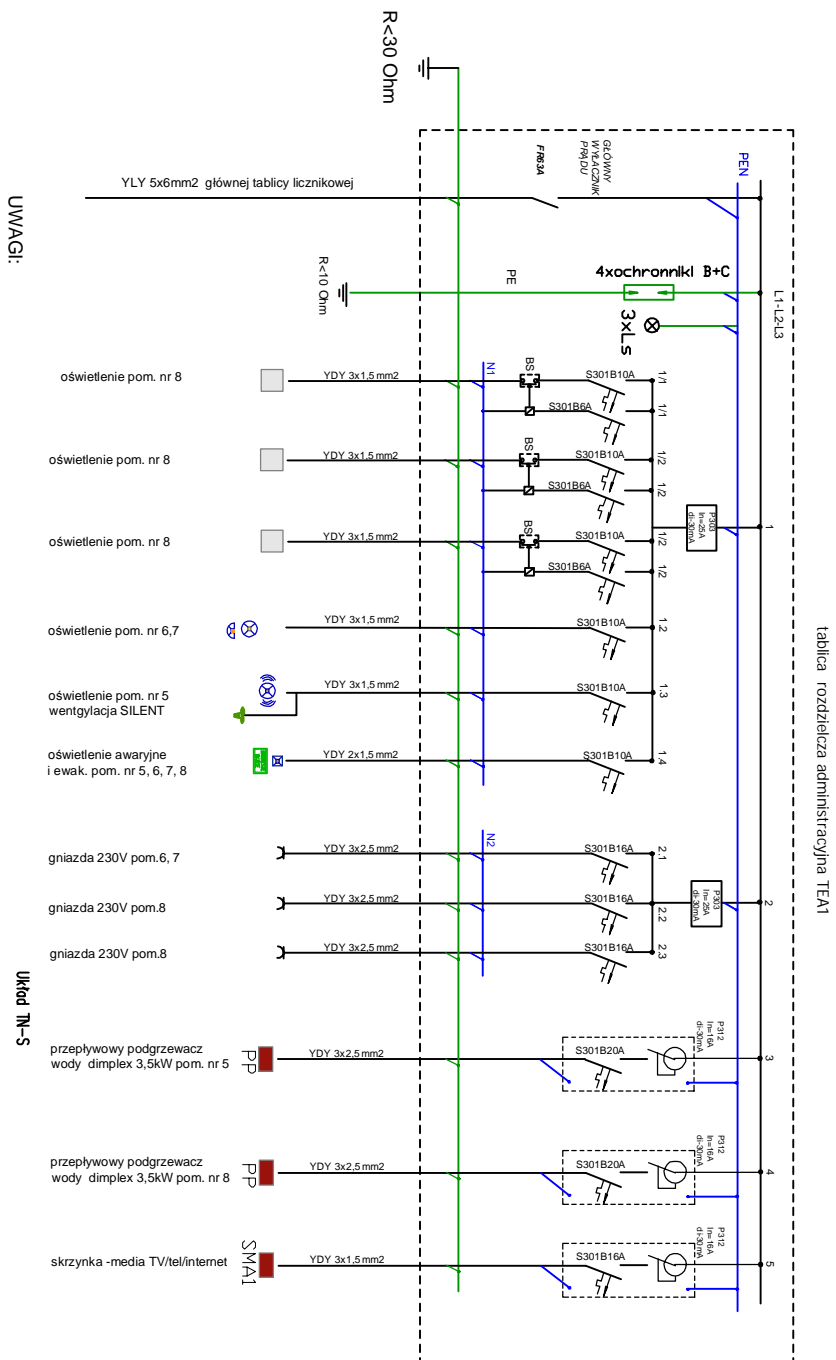 tablica rozdzielcza administracyjna TEA1
R<30 Ohm
PEN
GŁÓWNY
WYŁĄCZNIK
PRĄDU
FR63A
YLY 5x6mm2 głównej tablicy licznikowej
UWAGI:
L1-L2-L3
4xochronniki B+C
PE
R<10 Ohm
3xLs
oświetlenie pom. nr 8
YDY 3x1,5 mm2
N1
BS
S301B10A
1/1
S301B6A
1/1
oświetlenie pom. nr 8
YDY 3x1,5 mm2
BS
S301B10A
1/2
S301B6A
1/2
P303
In=25A
di-30mA
1
oświetlenie pom. nr 8
YDY 3x1,5 mm2
BS
S301B10A
1/2
S301B6A
1/2
oświetlenie pom. nr 6,7
YDY 3x1,5 mm2
S301B10A
1.2
oświetlenie pom. nr 5
wentgylacja SILENT
YDY 3x1,5 mm2
S301B10A
1.3
oświetlenie awaryjne
i ewak. pom. nr 5, 6, 7, 8
YDY 2x1,5 mm2
S301B10A
1.4
N2
gniazda 230V pom.6, 7
YDY 3x2,5 mm2
S301B16A
2.1
gniazda 230V pom.8
YDY 3x2,5 mm2
S301B16A
2.2
P303
In=25A
di-30mA
2
gniazda 230V pom.8
YDY 3x2,5 mm2
S301B16A
2.3
Układ TN-S
przepływowy podgrzewacz
wody dimplex 3,5kW pom. nr 5
PP
YDY 3x2,5 mm2
S301B20A
P312
In=16A
di-30mA
3
przepływowy podgrzewacz
wody dimplex 3,5kW pom. nr 8
PP
YDY 3x2,5 mm2
S301B20A
P312
In=16A
di-30mA
4
skrzynka -media TV/tel/internet
SMA1
YDY 3x1,5 mm2
S301B16A
P312
In=16A
di-30mA
5